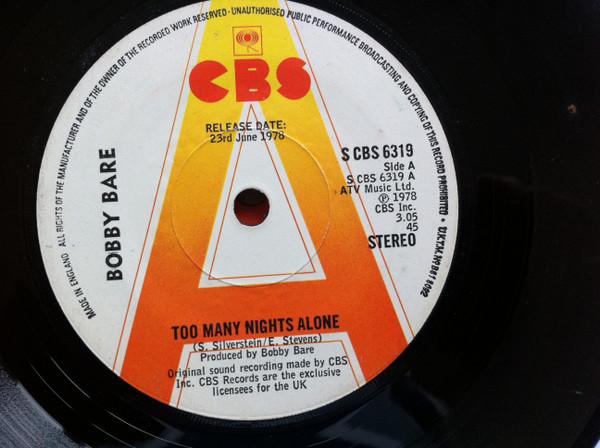 MADE IN ENGLAND ALL RIGHTS OF THE MANUFACTURER AND OF THE OWNER OF THE RECORDED WORK RESERVED · UNAUTHORISED PUBLIC PERFORMANCE BROADCASTING AND COPYING OF THIS RECORD PROHIBITED •
CBS
RELEASE DATE:
23rd June 1978
BOBBY BARE
S CBS 6319
Side A
S CBS 6319 A
ATV Music Ltd.
℗ 1978
CBS Inc.
3.05
45
STEREO
A
TOO MANY NIGHTS ALONE
(S. Silverstein/E. Stevens)
Produced by Bobby Bare
Original sound recording made by CBS
Inc. CBS Records are the exclusive
licensees for the UK